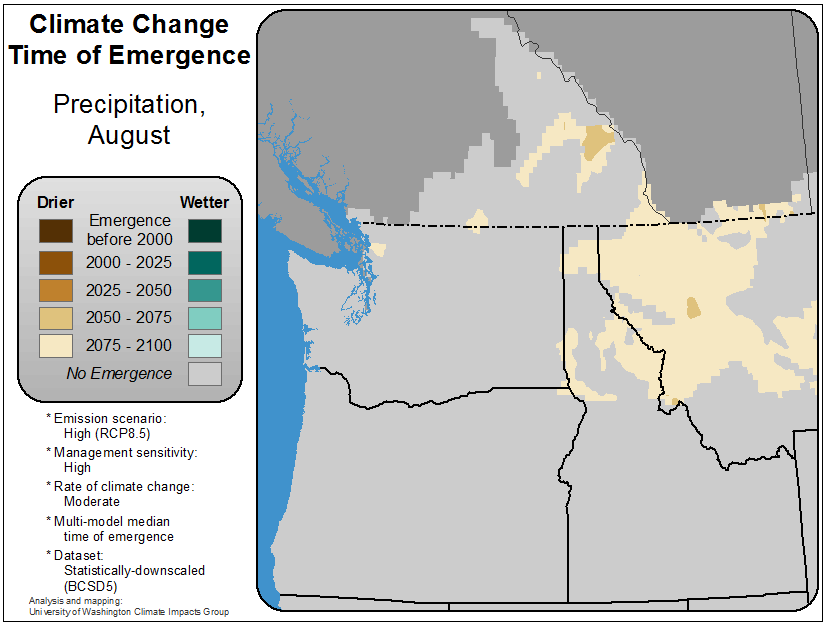 Climate Change
Time of Emergence
Precipitation,
August
Drier Wetter
Emergence
before 2000
2000 - 2025
2025 - 2050
2050 - 2075
2075 - 2100
No Emergence
* Emission scenario:
High (RCP8.5)
* Management sensitivity:
High
* Rate of climate change:
Moderate
* Multi-model median
time of emergence
* Dataset:
Statistically-downscaled
(BCSD5)
Analysis and mapping:
University of Washington Climate Impacts Group